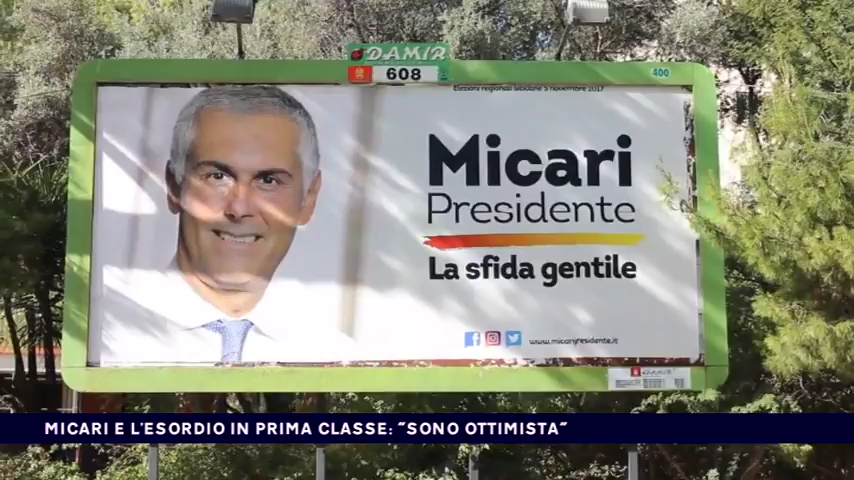 DAMIR
608
400
Elezioni regionali siciliane 5 novembre 2017
Micari
Presidente
La sfida gentile
www.micaripresidente.it
DAMIR
MICARI E L'ESORDIO IN PRIMA CLASSE: "SONO OTTIMISTA"